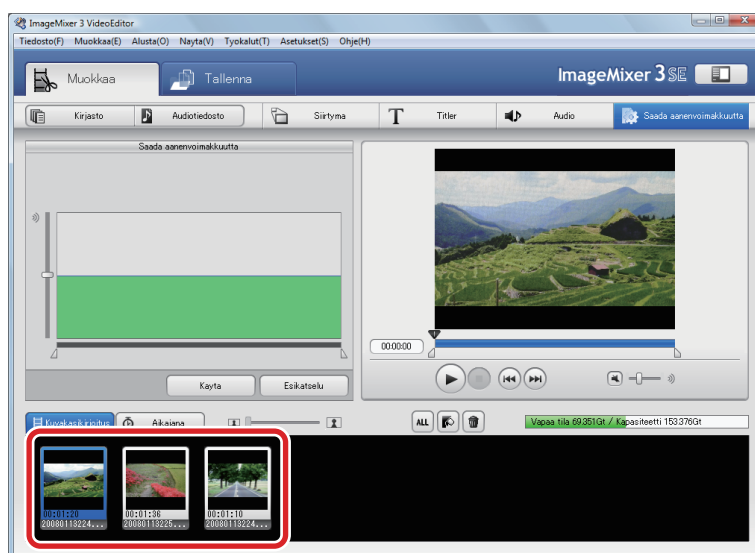 ImageMixer 3 VideoEditor
Tiedosto(F) Muokkaa(E) Alusta(O) Nayta(V) Tyokalut(T) Asetukset(S) Ohje(H)
Muokkaa Tallenna ImageMixer 3 SE
Kirjasto Audiotiedosto Siirtyma T Titler Audio Saada aanenvoimakkuutta
Saada aanenvoimakkuutta
00:00:00
Kayta Esikatselu
Kuvakasikirjoitus Aikajana ALL Vapaa tila 69.351Gt / Kapasiteetti 153.376Gt
00:01:20 00:01:36 00:01:10
20080113224... 20080113225... 20080113224...